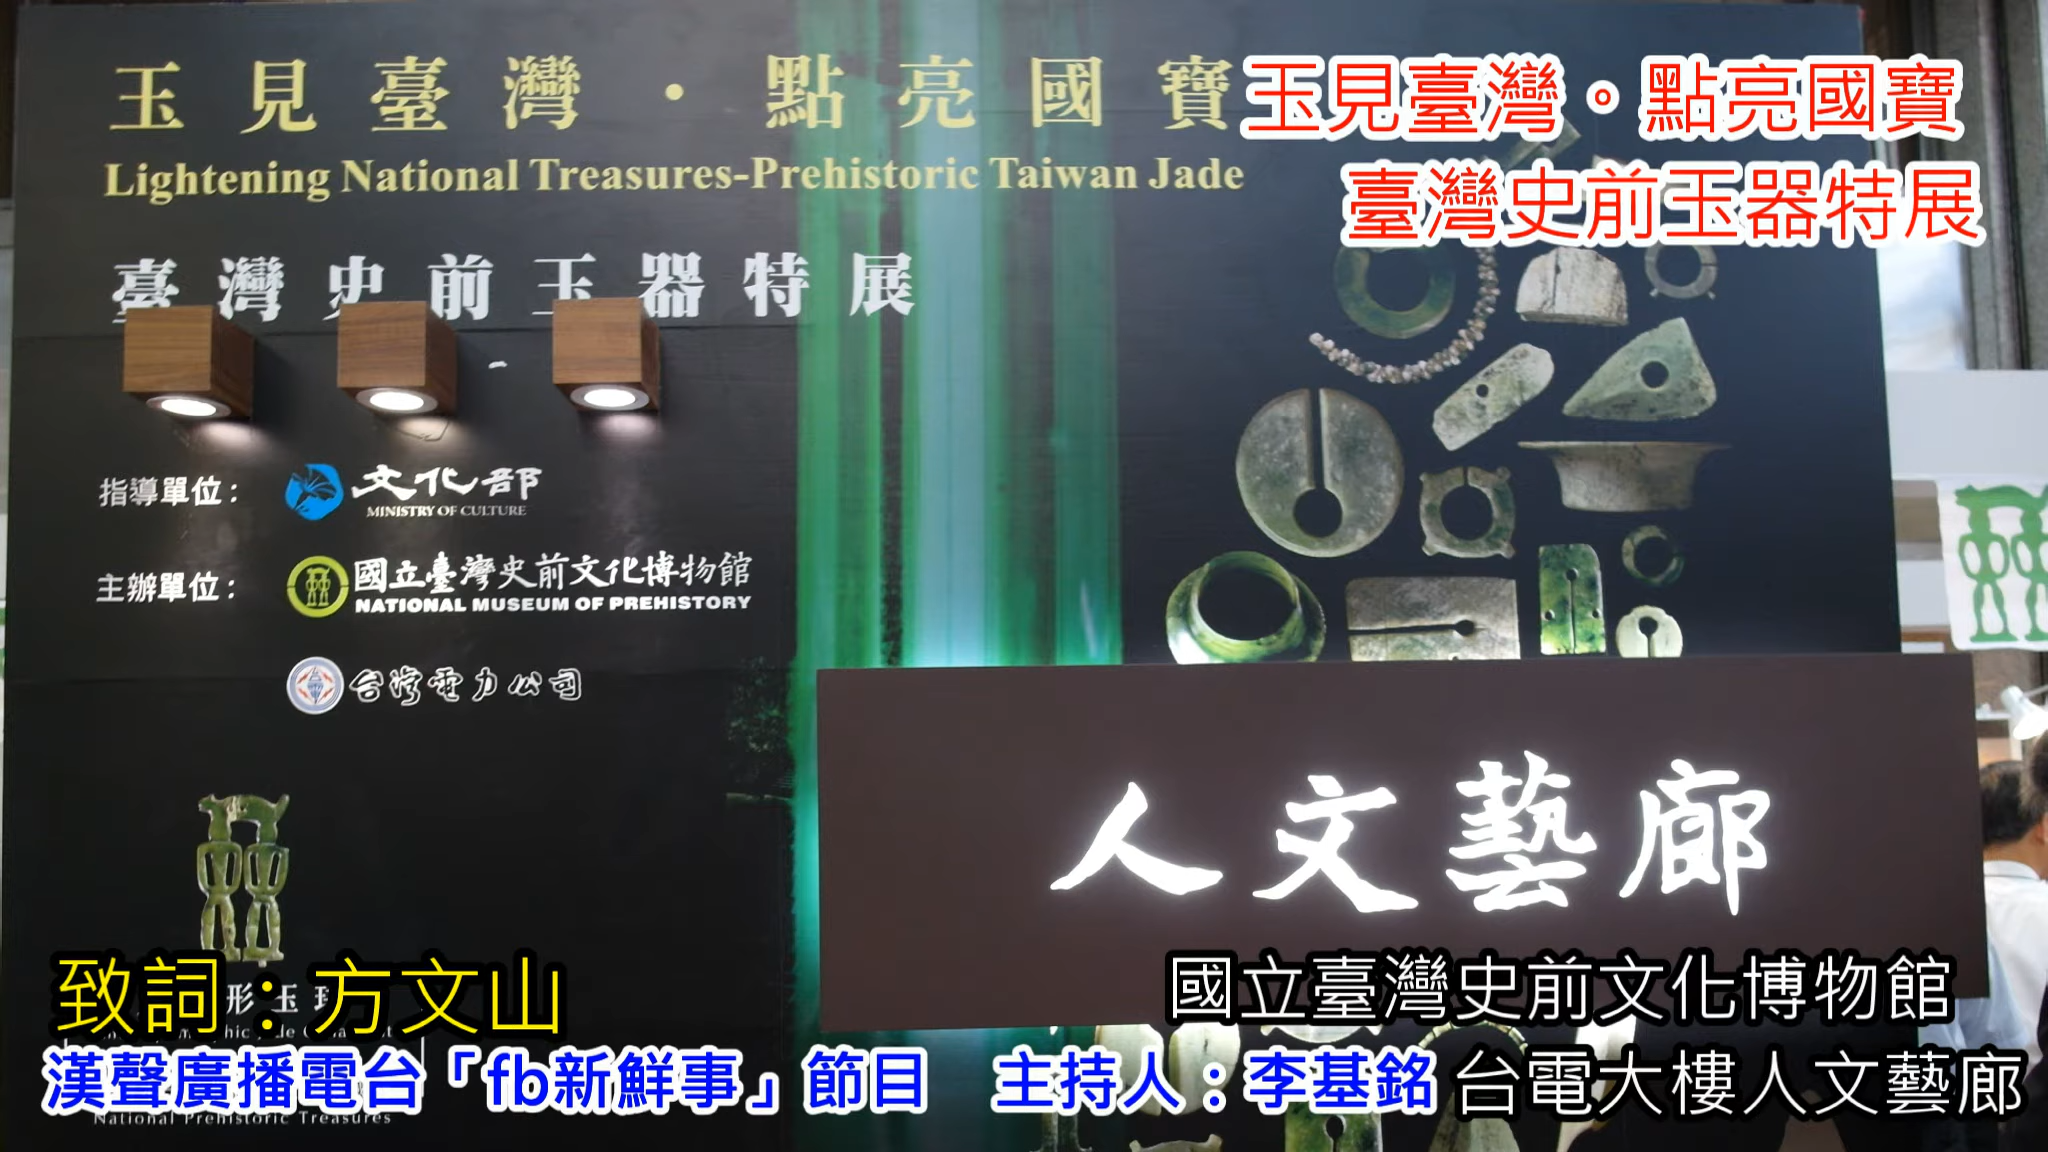 玉見臺灣・點亮國寶
玉見臺灣。點亮國寶
Lightening National Treasures-Prehistoric Taiwan Jade
臺灣史前玉器特展
臺灣史前玉器特展
指導單位：
文化部
MINISTRY OF CULTURE
主辦單位：
國立臺灣史前文化博物館
NATIONAL MUSEUM OF PREHISTORY
台灣電力公司
人文藝廊
致詞：方文山
國立臺灣史前文化博物館
形玉
漢聲廣播電台「fb新鮮事」節目 主持人：李基銘
台電大樓人文藝廊
National Prehistoric Treasures